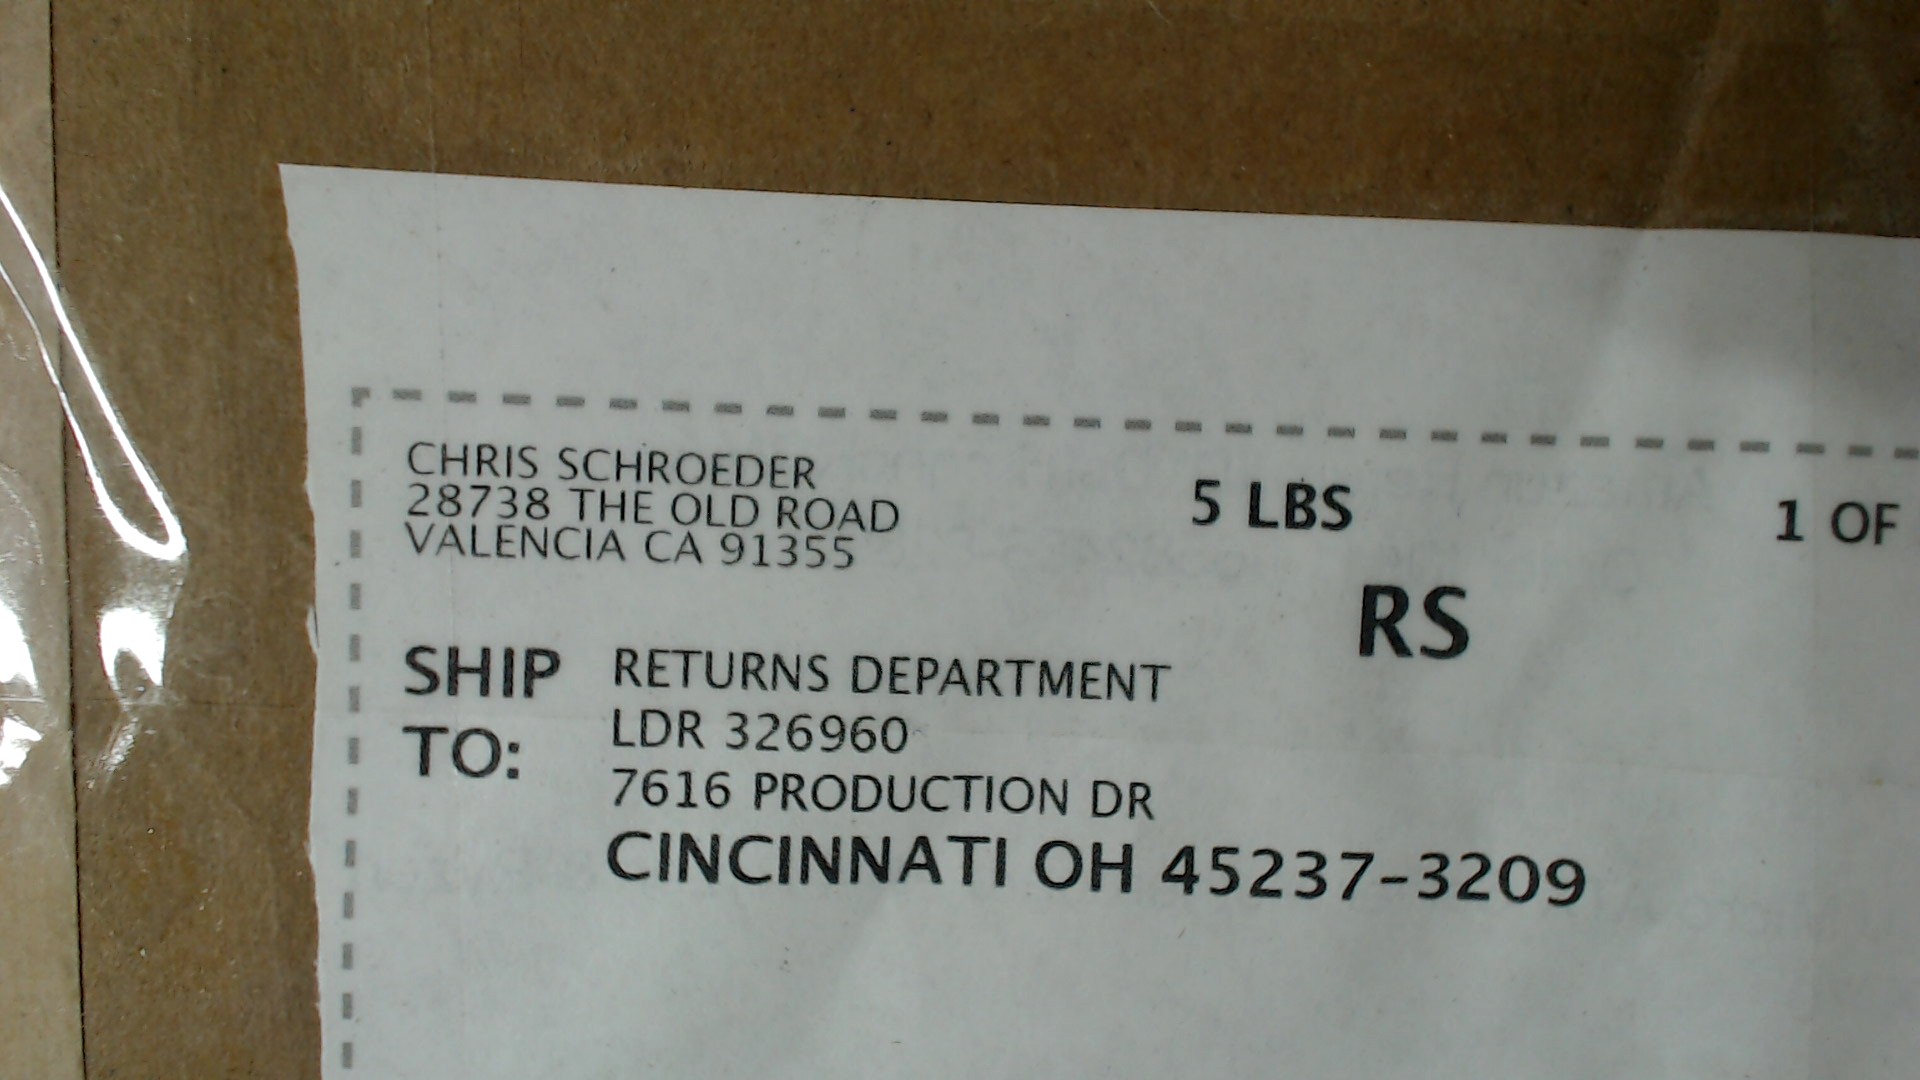 CHRIS SCHROEDER
28738 THE OLD ROAD
VALENCIA CA 91355
5 LBS
1 OF
RS
SHIP TO:
RETURNS DEPARTMENT
LDR 326960
7616 PRODUCTION DR
CINCINNATI OH 45237-3209